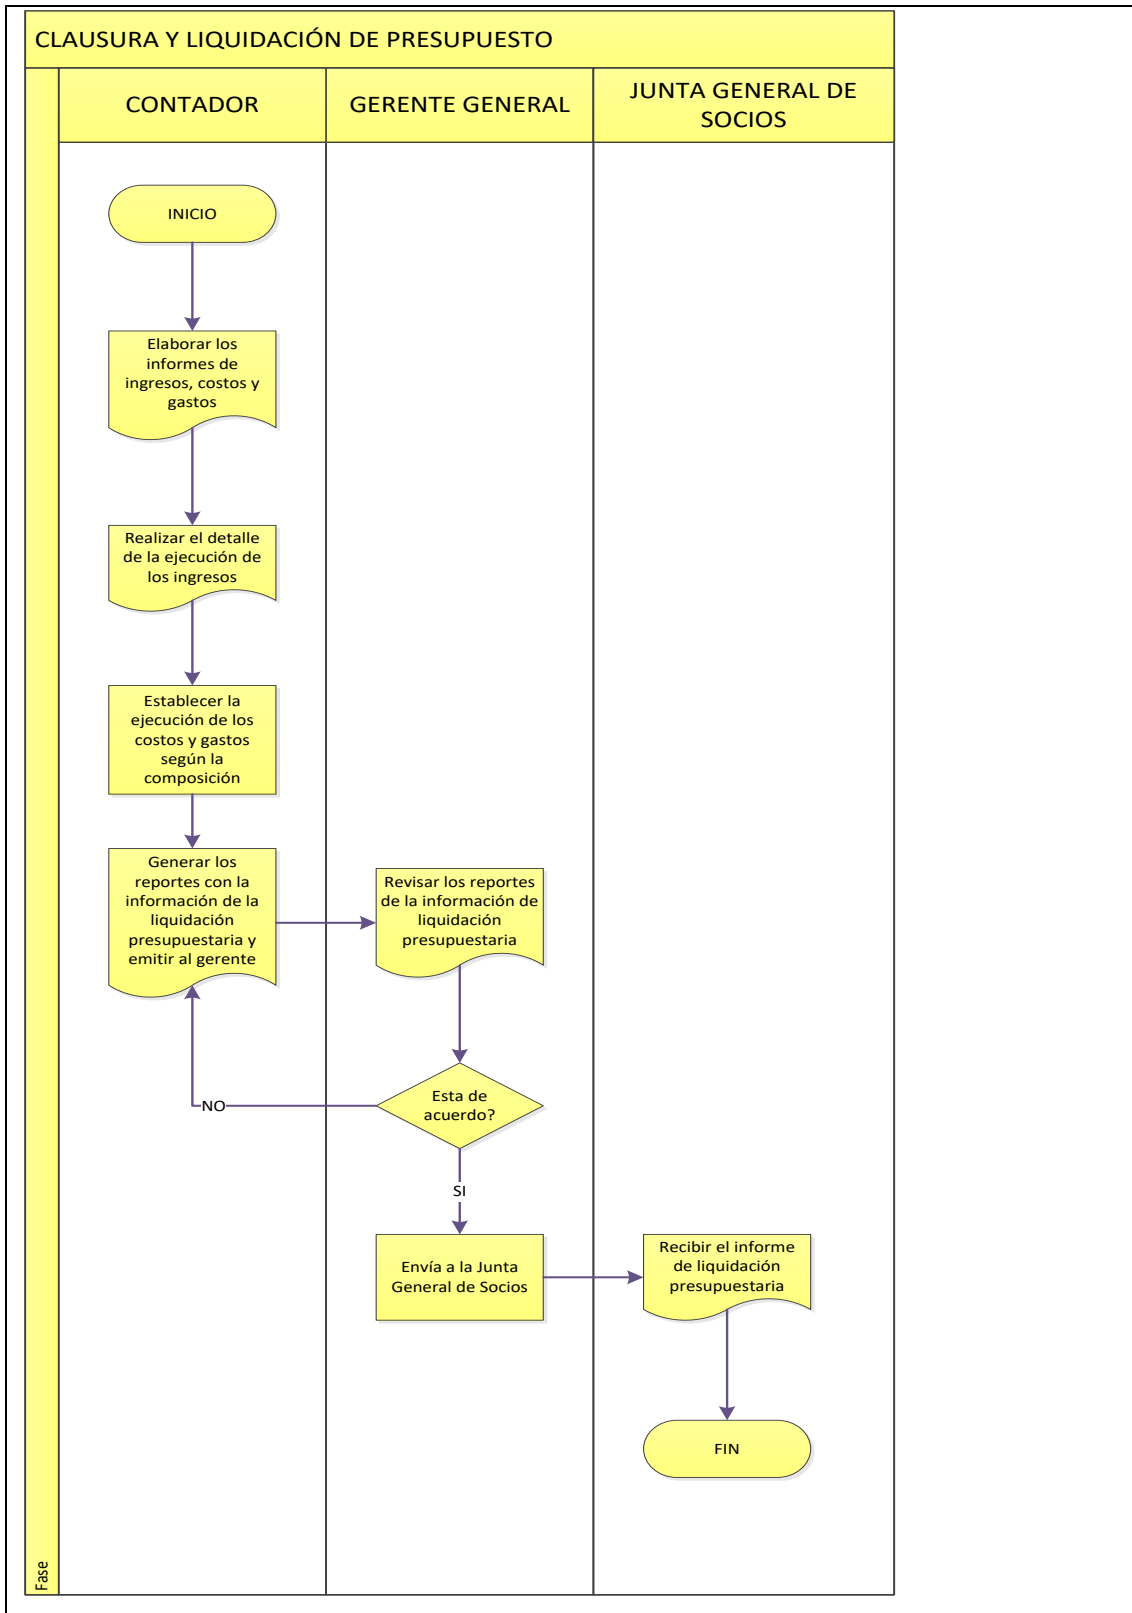 CLAUSURA Y LIQUIDACIÓN DE PRESUPUESTO
CONTADOR
GERENTE GENERAL
JUNTA GENERAL DE
SOCIOS
INICIO
Elaborar los
informes de
ingresos, costos y
gastos
Realizar el detalle
de la ejecución de
los ingresos
Establecer la
ejecución de los
costos y gastos
según la
composición
Generar los
reportes con la
información de la
liquidación
presupuestaria y
emitir al gerente
Revisar los reportes
de la información de
liquidación
presupuestaria
Esta de
acuerdo?
NO
SI
Envía a la Junta
General de Socios
Recibir el informe
de liquidación
presupuestaria
FIN
Fase